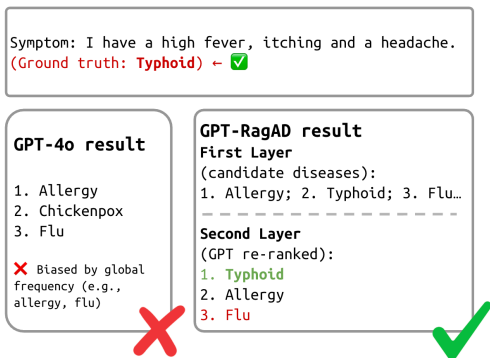 Symptom: I have a high fever, itching and a headache.
(Ground truth: Typhoid) ← ✅
GPT-4o result
1. Allergy
2. Chickenpox
3. Flu
❌ Biased by global
frequency (e.g.,
allergy, flu)
GPT-RagAD result
First Layer
(candidate diseases):
1. Allergy; 2. Typhoid; 3. Flu…
Second Layer
(GPT re-ranked):
1. Typhoid
2. Allergy
3. Flu